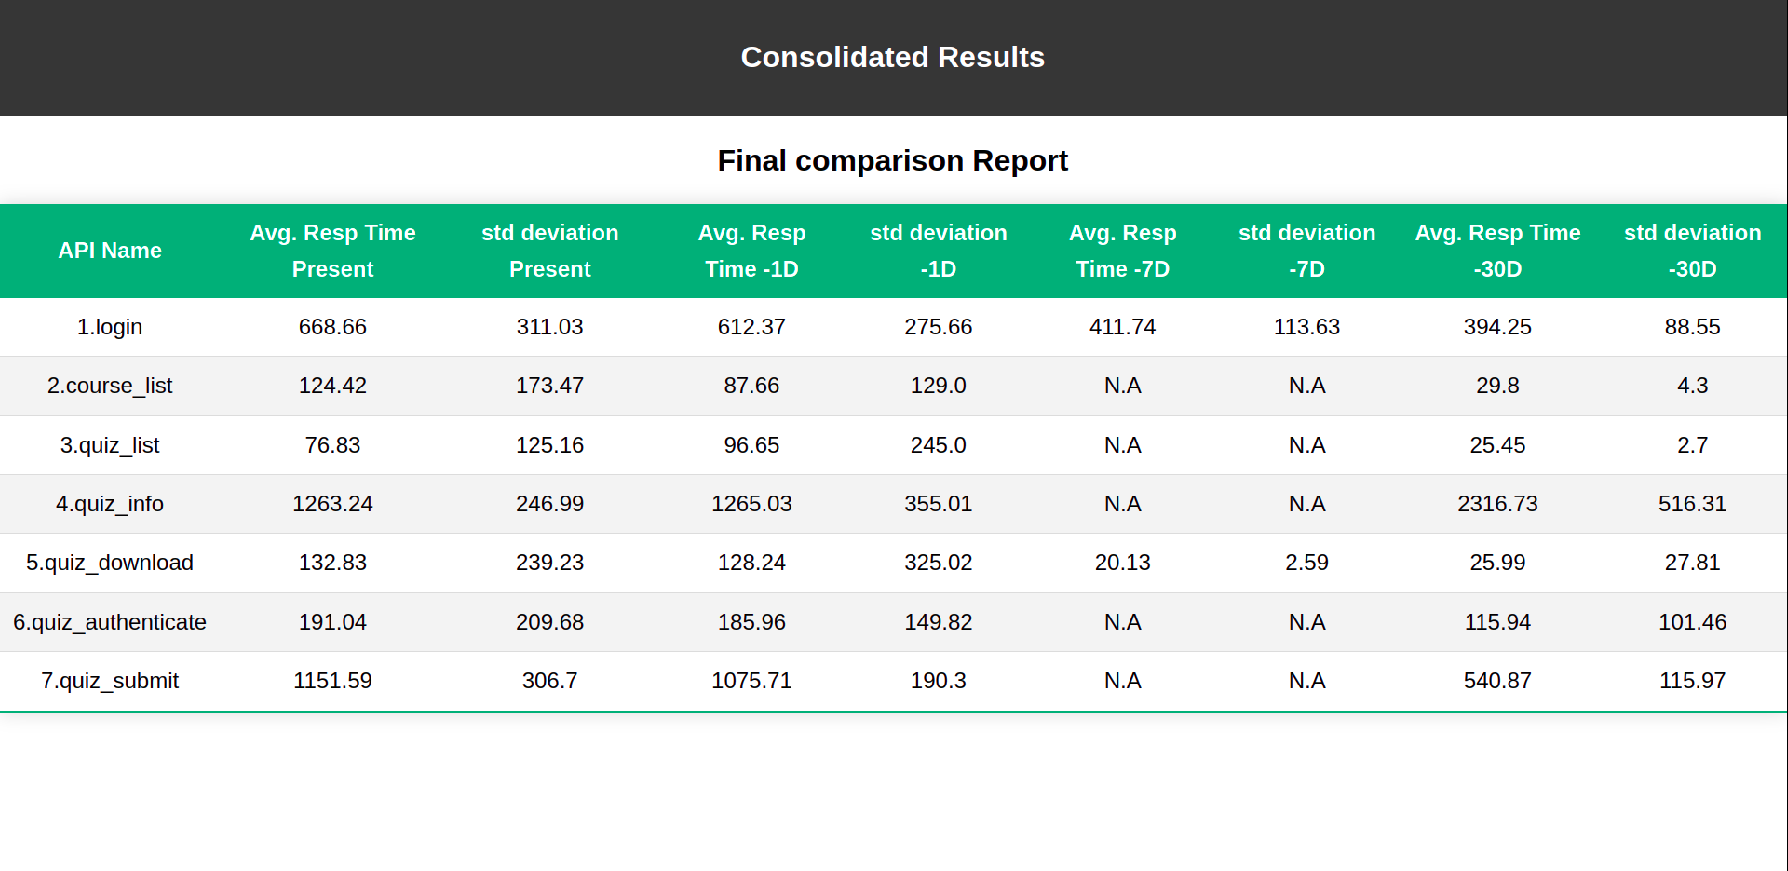 Consolidated Results
Final comparison Report
API Name Avg. Resp Time Present std deviation Present Avg. Resp Time -1D std deviation -1D Avg. Resp Time -7D std deviation -7D Avg. Resp Time -30D std deviation -30D
1.login 668.66 311.03 612.37 275.66 411.74 113.63 394.25 88.55
2.course_list 124.42 173.47 87.66 129.0 N.A N.A 29.8 4.3
3.quiz_list 76.83 125.16 96.65 245.0 N.A N.A 25.45 2.7
4.quiz_info 1263.24 246.99 1265.03 355.01 N.A N.A 2316.73 516.31
5.quiz_download 132.83 239.23 128.24 325.02 20.13 2.59 25.99 27.81
6.quiz_authenticate 191.04 209.68 185.96 149.82 N.A N.A 115.94 101.46
7.quiz_submit 1151.59 306.7 1075.71 190.3 N.A N.A 540.87 115.97